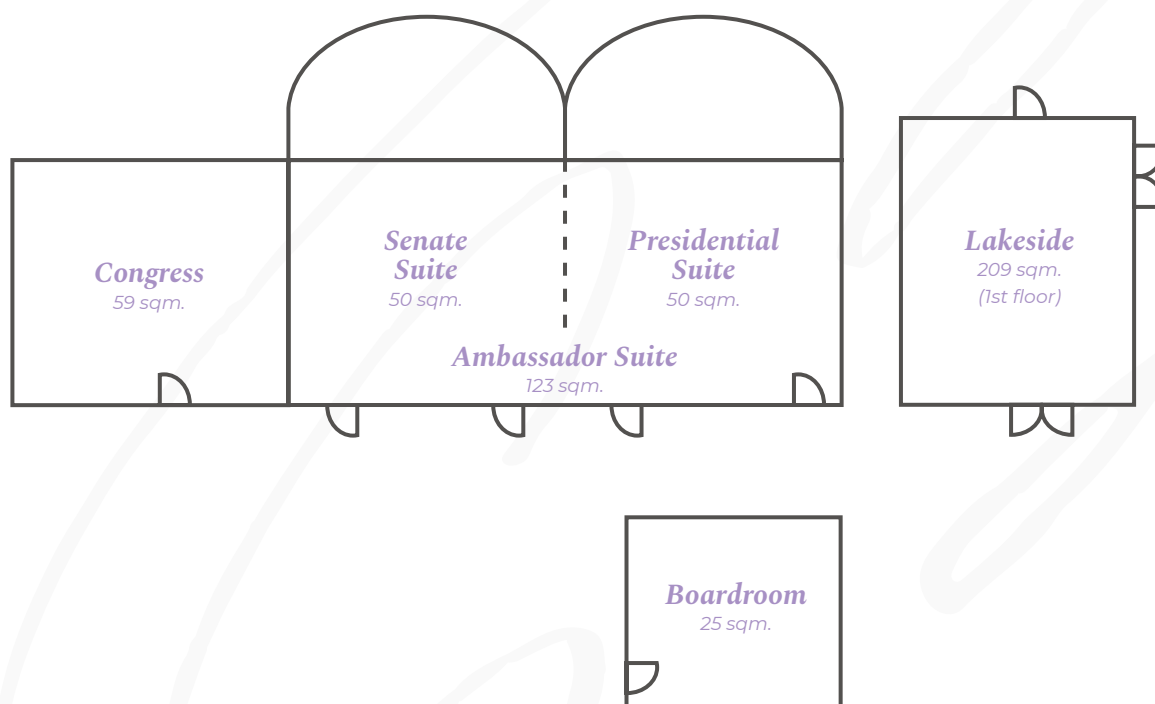 Congress
59 sqm.
Senate
Suite
50 sqm.
Presidential
Suite
50 sqm.
Ambassador Suite
123 sqm.
Lakeside
209 sqm.
(1st floor)
Boardroom
25 sqm.